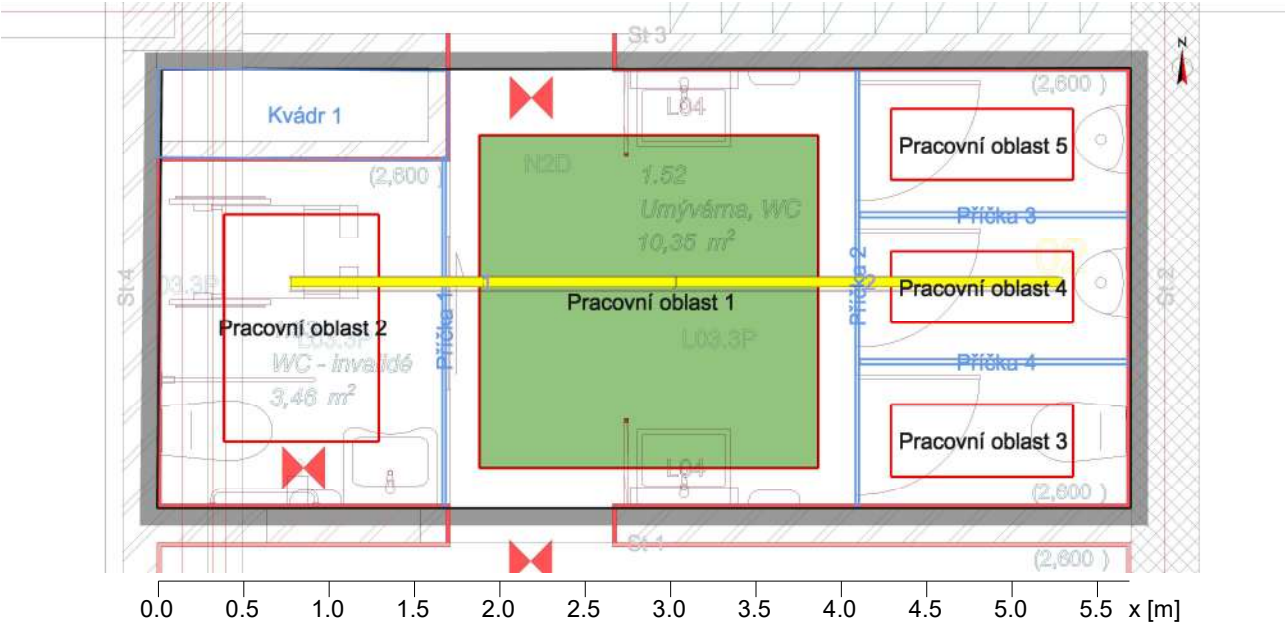 St 3
Z
Kvádr 1
L04
(2,600 )
Pracovní oblast 5
N2D
(2,600
1.52
Umývárna, WC
10,35 m²
Příčka 3
St 4
03.3P
Příčka 2
Pracovní oblast 4
St 2
Pracovní oblast 1
Pracovní oblast 2
Příčka 1
L03.3P
L03.3P
WC - invalidé
3,46 m²
Příčka 4
Pracovní oblast 3
L04
(2,600 )
St 1
(2,600 )
0.0 0.5 1.0 1.5 2.0 2.5 3.0 3.5 4.0 4.5 5.0 5.5 x [m]